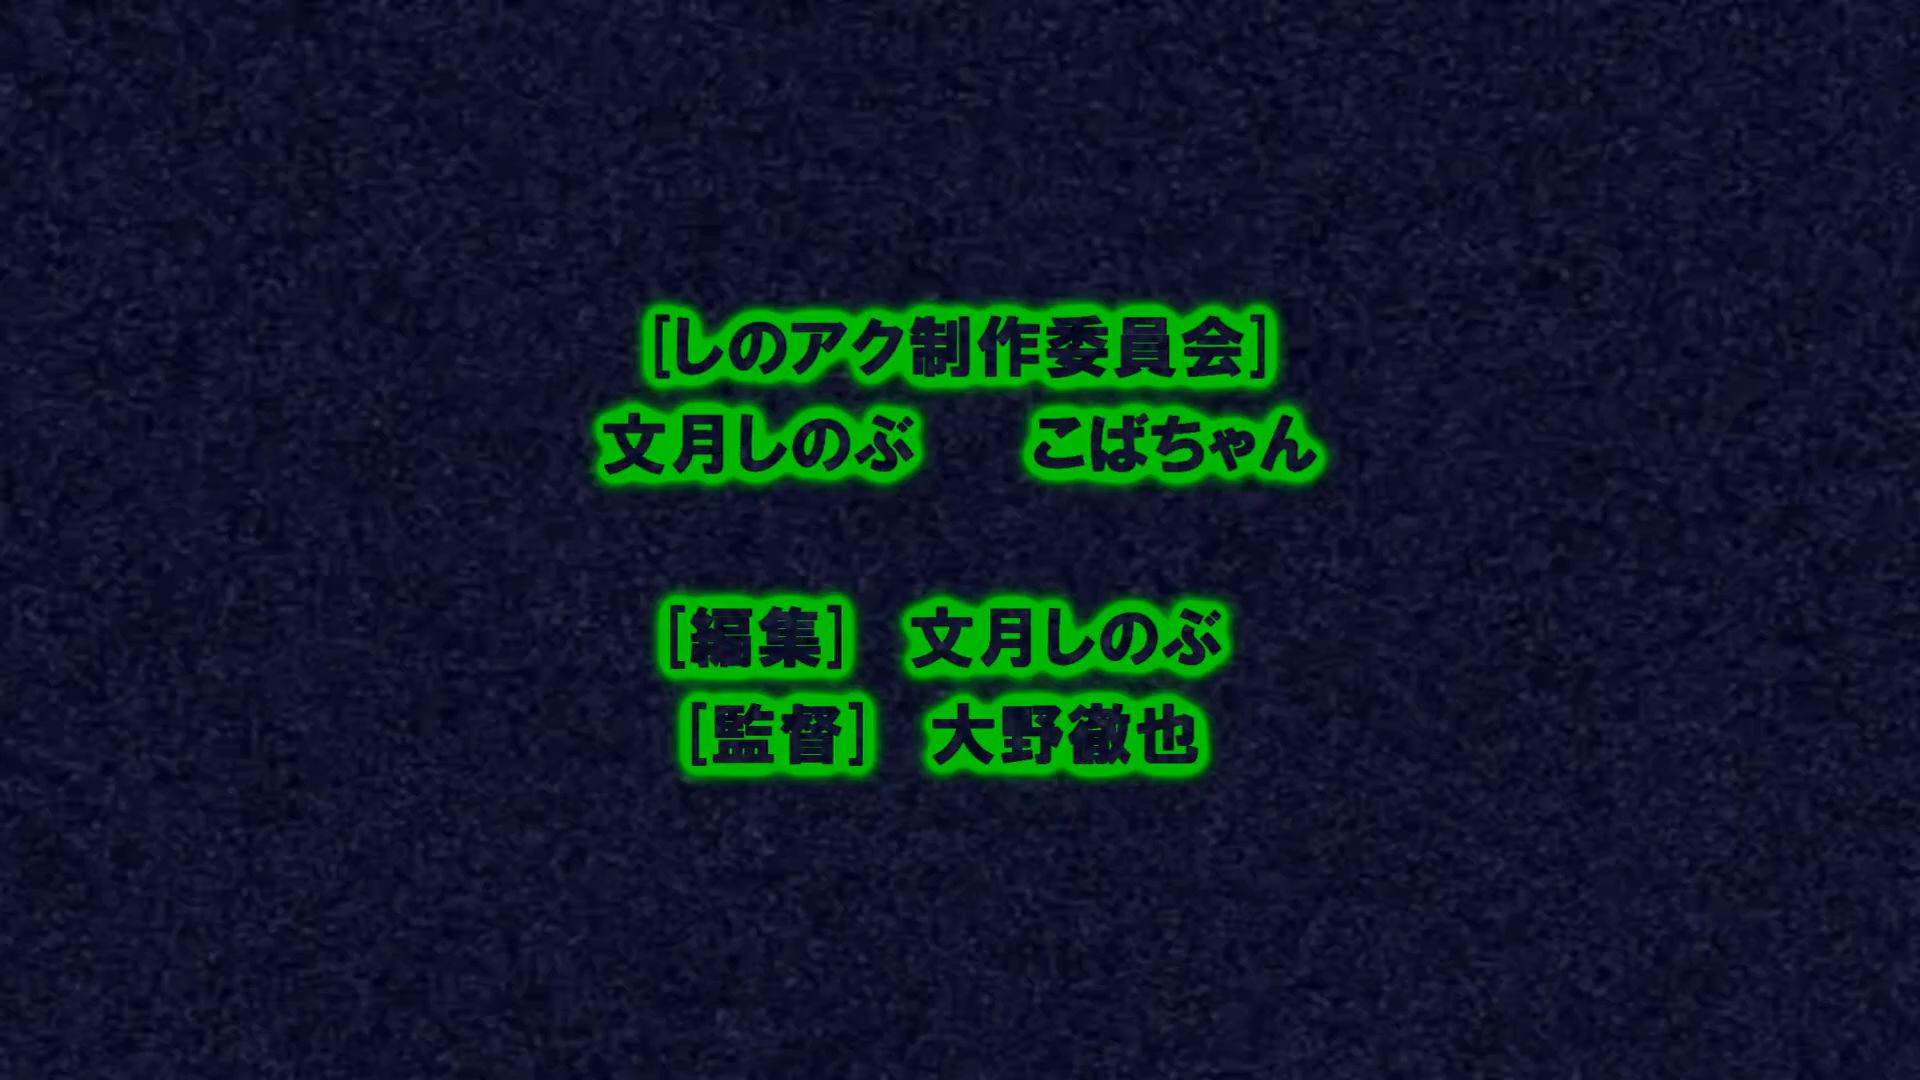 [しのアク制作委員会]
文月しのぶ　　こばちゃん
[編集]　文月しのぶ
[監督]　大野徹也